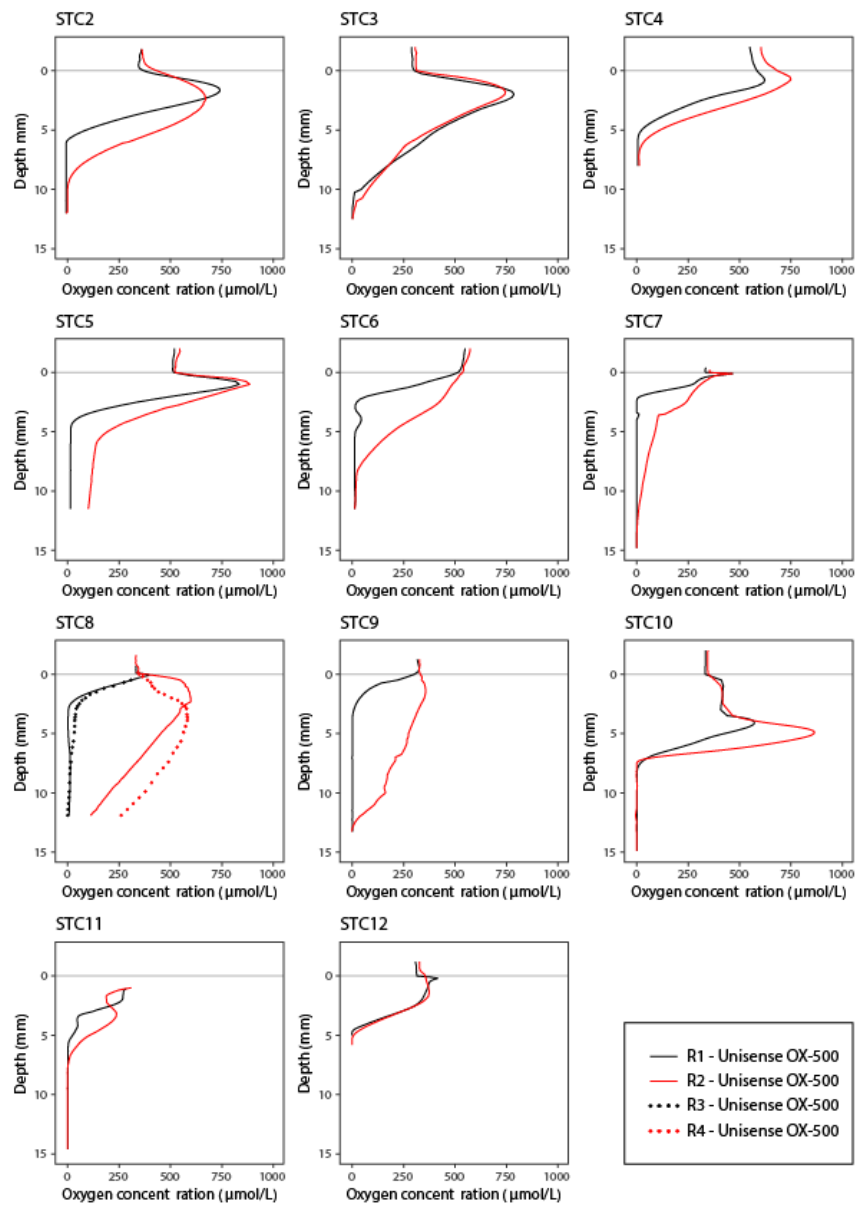 STC2
Depth mm)
0
5
10
15
0 250 500 750 1000
Oxygen concent ration (µmol/L)
STC3
Depth (mm)
0
5
10
15
0 250 500 750 1000
Oxygen concent ration (µmol/L)
STC4
Depth (mm)
0
5
10
15
0 250 500 750 1000
Oxygen concent ration (µmol/L)
STC5
Depth (mm)
0
5
10
15
0 250 500 750 1000
Oxygen concent ration (µmol/L)
STC6
Depth (mm)
0
5
10
15
0 250 500 750 1000
Oxygen concent ration (µmol/L)
STC7
Depth (mm)
0
5
10
15
0 250 500 750 1000
Oxygen concent ration (µmol/L)
STC8
Depth (mm)
0
5
10
15
0 250 500 750 1000
Oxygen concent ration (µmol/L)
STC9
Depth (mm)
0
5
10
15
0 250 500 750 1000
Oxygen concent ration (µmol/L)
STC10
Depth (mm)
0
5
10
15
0 250 500 750 1000
Oxygen concent ration (µmol/L)
STC11
Depth (mm)
0
5
10
15
0 250 500 750 1000
Oxygen concent ration (µmol/L)
STC12
Depth (mm)
0
5
10
15
0 250 500 750 1000
Oxygen concent ration (µmol/L)
R1 - Unisense OX-500
R2 - Unisense OX-500
R3 - Unisense OX-500
R4 - Unisense OX-500